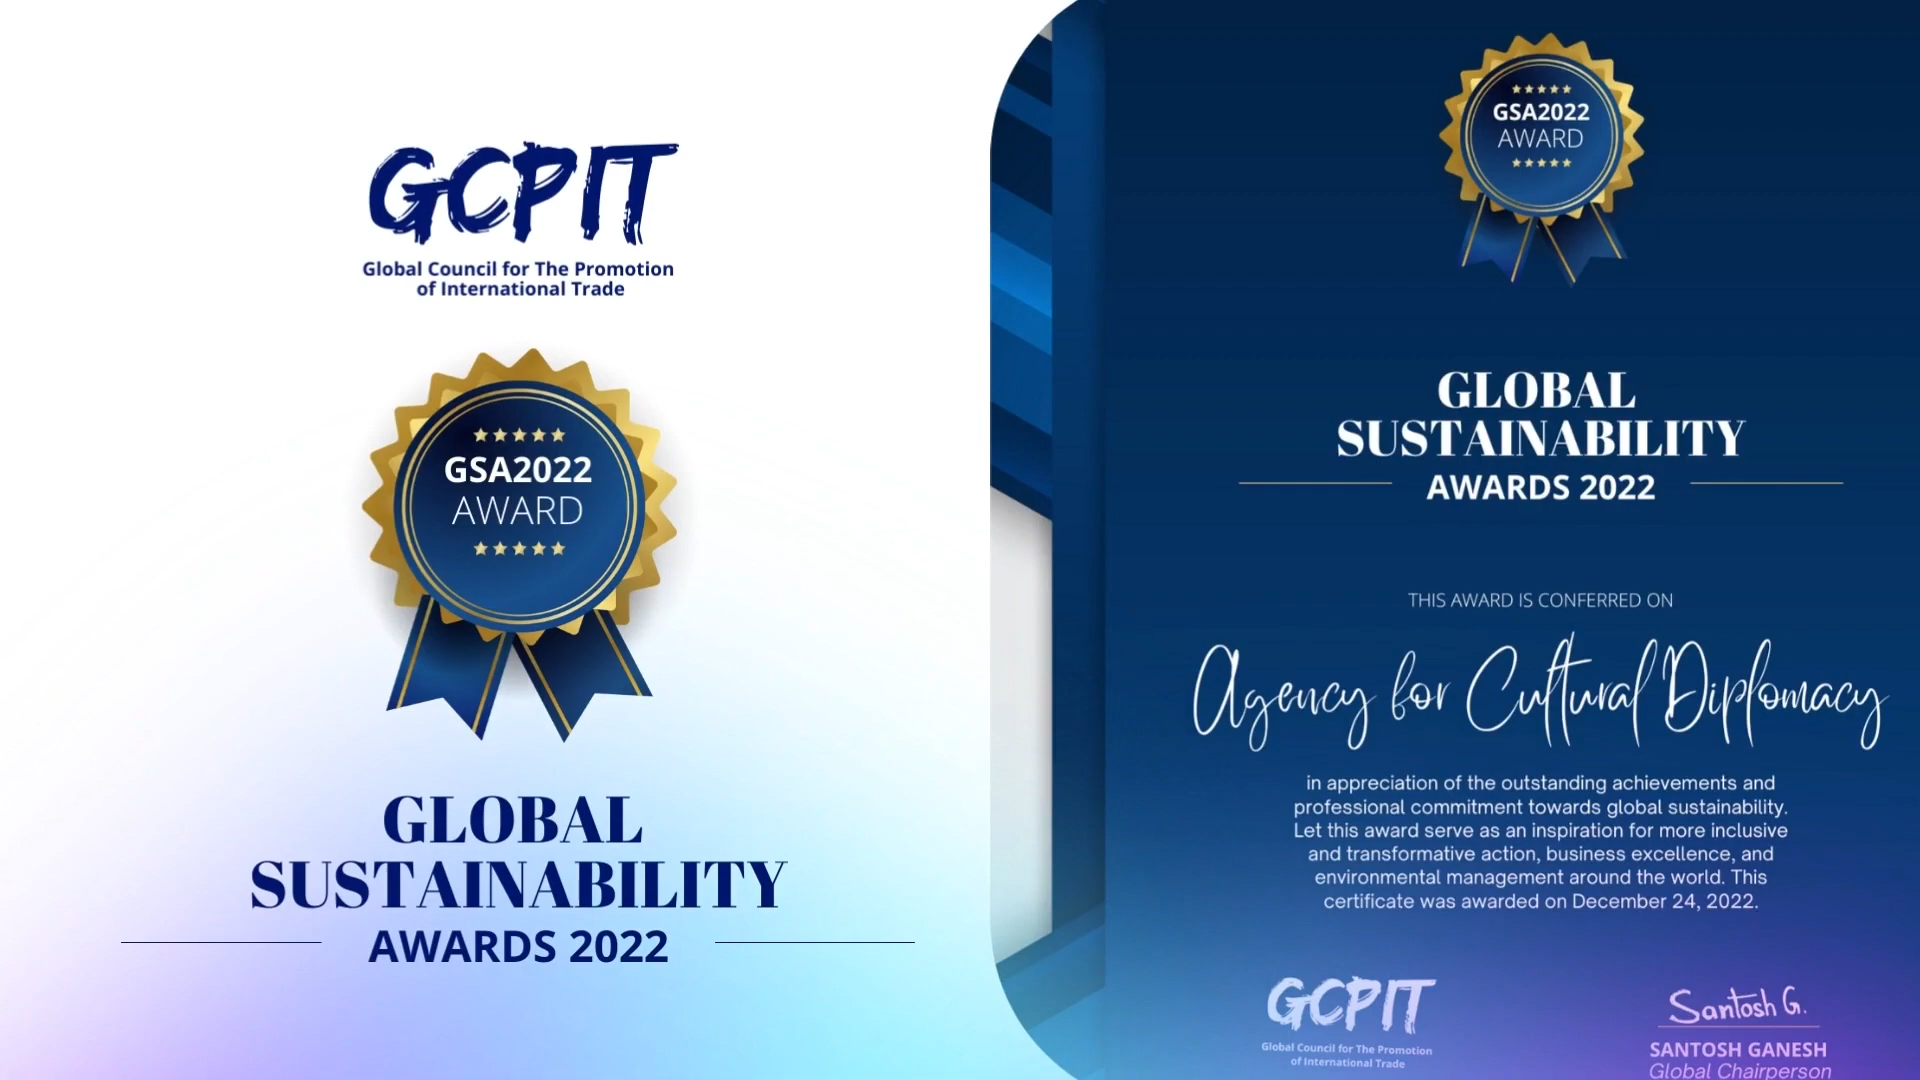 GCPIT
Global Council for The Promotion
of International Trade
GSA2022
AWARD
GLOBAL
SUSTAINABILITY
AWARDS 2022
GSA2022
AWARD
GLOBAL
SUSTAINABILITY
AWARDS 2022
THIS AWARD IS CONFERRED ON
Agency for Cultural Diplomacy
in appreciation of the outstanding achievements and
professional commitment towards global sustainability.
Let this award serve as an inspiration for more inclusive
and transformative action, business excellence, and
environmental management around the world. This
certificate was awarded on December 24, 2022.
GCPIT
Global Council for The Promotion
of International Trade
Santosh G.
SANTOSH GANESH
Global Chairperson